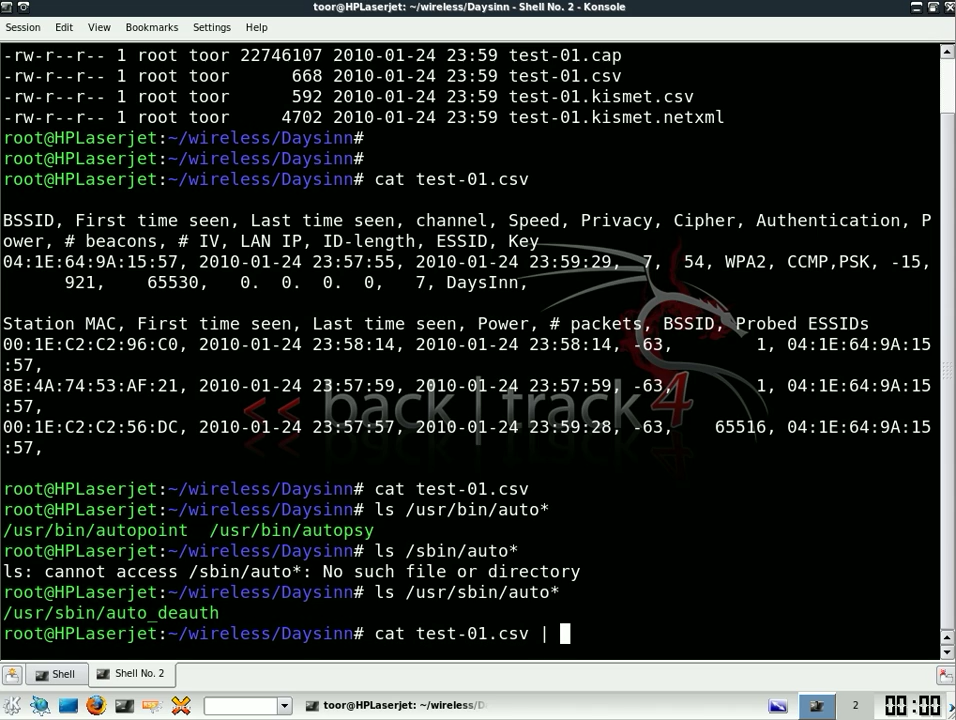 toor@HPLaserjet: ~/wireless/Daysinn - Shell No. 2 - Konsole
Session Edit View Bookmarks Settings Help
-rw-r--r-- 1 root toor 22746107 2010-01-24 23:59 test-01.cap
-rw-r--r-- 1 root toor      668 2010-01-24 23:59 test-01.csv
-rw-r--r-- 1 root toor      592 2010-01-24 23:59 test-01.kismet.csv
-rw-r--r-- 1 root toor     4702 2010-01-24 23:59 test-01.kismet.netxml
root@HPLaserjet:~/wireless/Daysinn#
root@HPLaserjet:~/wireless/Daysinn#
root@HPLaserjet:~/wireless/Daysinn# cat test-01.csv
BSSID, First time seen, Last time seen, channel, Speed, Privacy, Cipher, Authentication, P
ower, # beacons, # IV, LAN IP, ID-length, ESSID, Key
04:1E:64:9A:15:57, 2010-01-24 23:57:55, 2010-01-24 23:59:29,  7,  54, WPA2, CCMP,PSK, -15,
      921,    65530,   0.  0.  0.  0,   7, DaysInn,
Station MAC, First time seen, Last time seen, Power, # packets, BSSID, Probed ESSIDs
00:1E:C2:C2:96:C0, 2010-01-24 23:58:14, 2010-01-24 23:58:14, -63,        1, 04:1E:64:9A:15
:57,
8E:4A:74:53:AF:21, 2010-01-24 23:57:59, 2010-01-24 23:57:59, -63,        1, 04:1E:64:9A:15
:57,
<< back | track 4
00:1E:C2:C2:56:DC, 2010-01-24 23:57:57, 2010-01-24 23:59:28, -63,    65516, 04:1E:64:9A:15
:57,
root@HPLaserjet:~/wireless/Daysinn# cat test-01.csv
root@HPLaserjet:~/wireless/Daysinn# ls /usr/bin/auto*
/usr/bin/autopoint  /usr/bin/autopsy
root@HPLaserjet:~/wireless/Daysinn# ls /sbin/auto*
ls: cannot access /sbin/auto*: No such file or directory
root@HPLaserjet:~/wireless/Daysinn# ls /usr/sbin/auto*
/usr/sbin/auto_deauth
root@HPLaserjet:~/wireless/Daysinn# cat test-01.csv |
Shell Shell No. 2
toor@HPLaserjet: ~/wireless/D 2 00:00